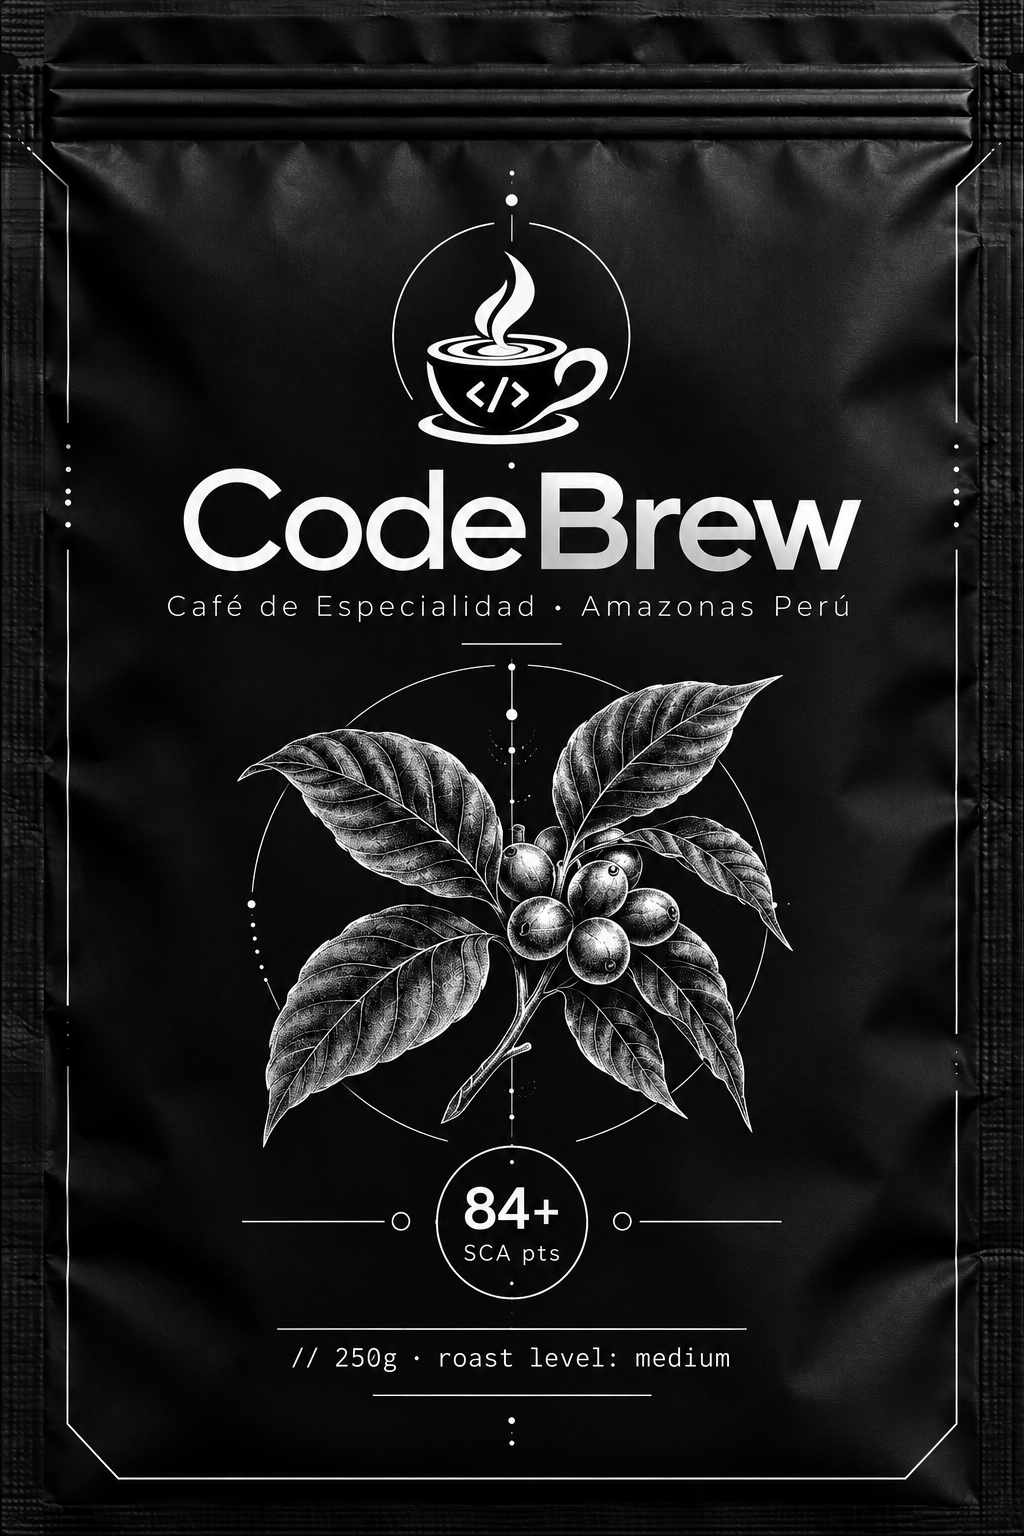 </>
CodeBrew
Café de Especialidad • Amazonas Perú
84+
SCA pts
// 250g · roast level: medium